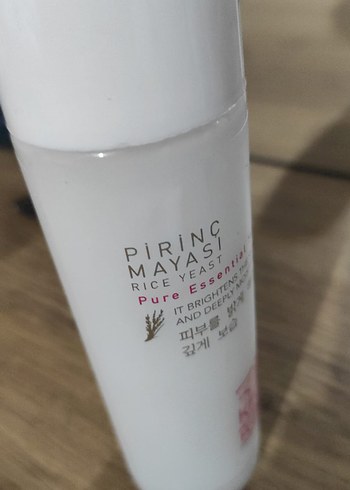 PİRİNÇ
MAYASI
RICE YEAST
Pure Essential
IT BRIGHTENS
AND DEEPLY
피부를 밝게
깊게 보습